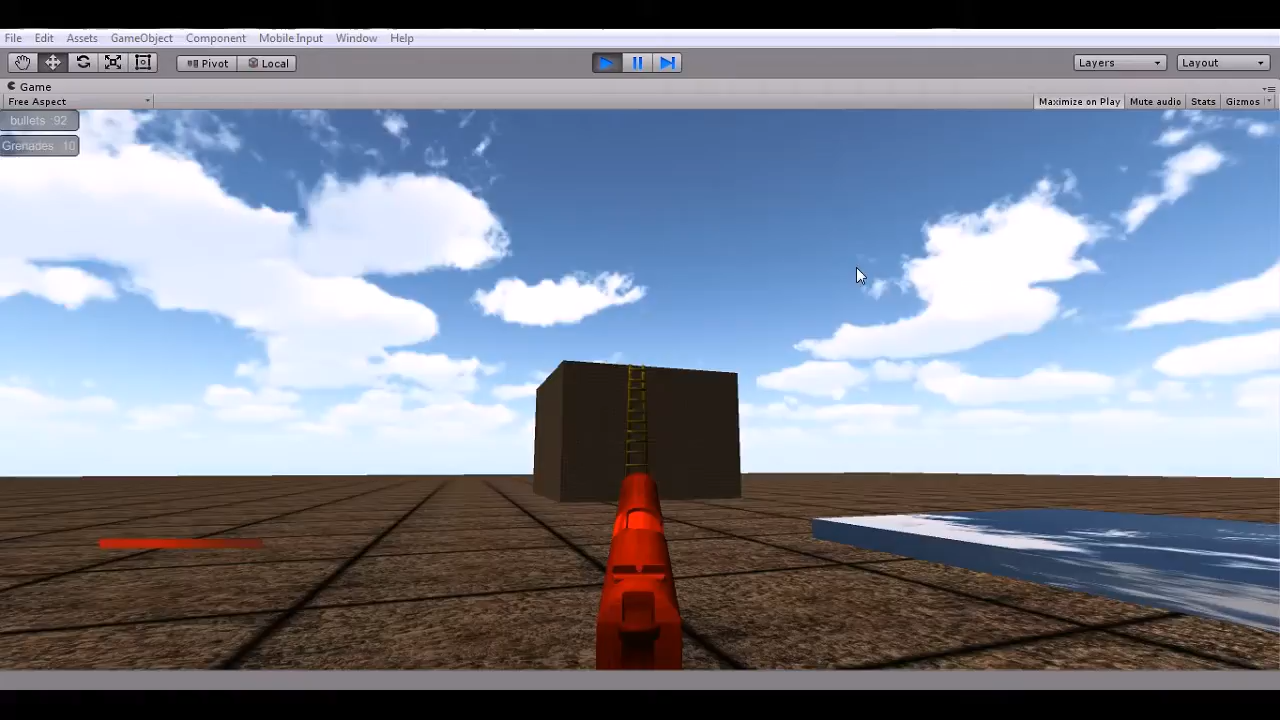 File Edit Assets GameObject Component Mobile Input Window Help
Pivot Local Layers Layout
Game
Free Aspect Maximize on Play Mute audio Stats Gizmos
bullets :92
Grenades 10